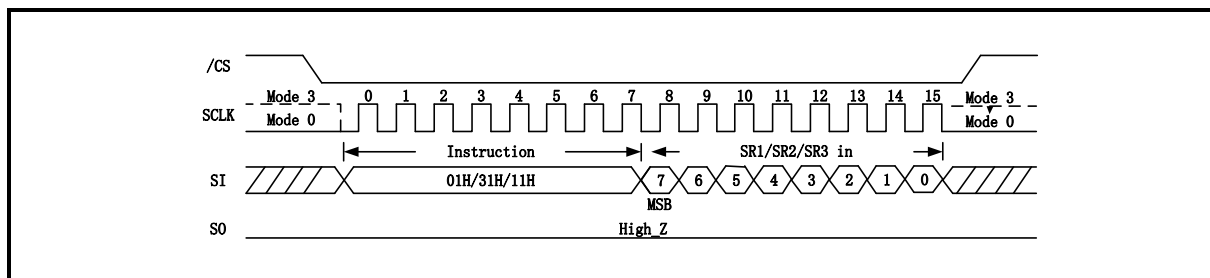 /CS
Mode 3 0 1 2 3 4 5 6 7 8 9 10 11 12 13 14 15 Mode 3
SCLK
Mode 0 Mode 0
Instruction SR1/SR2/SR3 in
SI 01H/31H/11H 7 6 5 4 3 2 1 0
MSB
SO High_Z